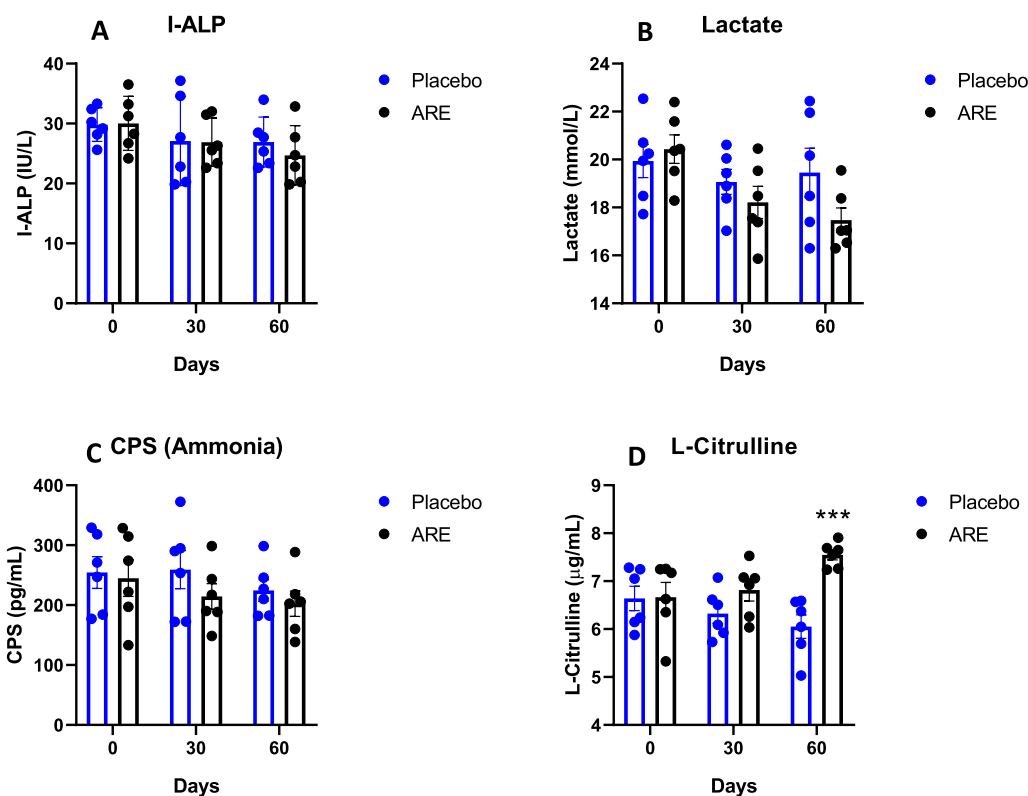 A I-ALP
40
30
20
10
0
I-ALP (IU/L)
0 30 60
Days
Placebo
ARE
B Lactate
24
22
20
18
16
14
Lactate (mmol/L)
0 30 60
Days
Placebo
ARE
C CPS (Ammonia)
400
300
200
100
0
CPS (pg/mL)
0 30 60
Days
Placebo
ARE
D L-Citrulline
9
8
7
6
5
4
L-Citrulline (μg/mL)
***
0 30 60
Days
Placebo
ARE